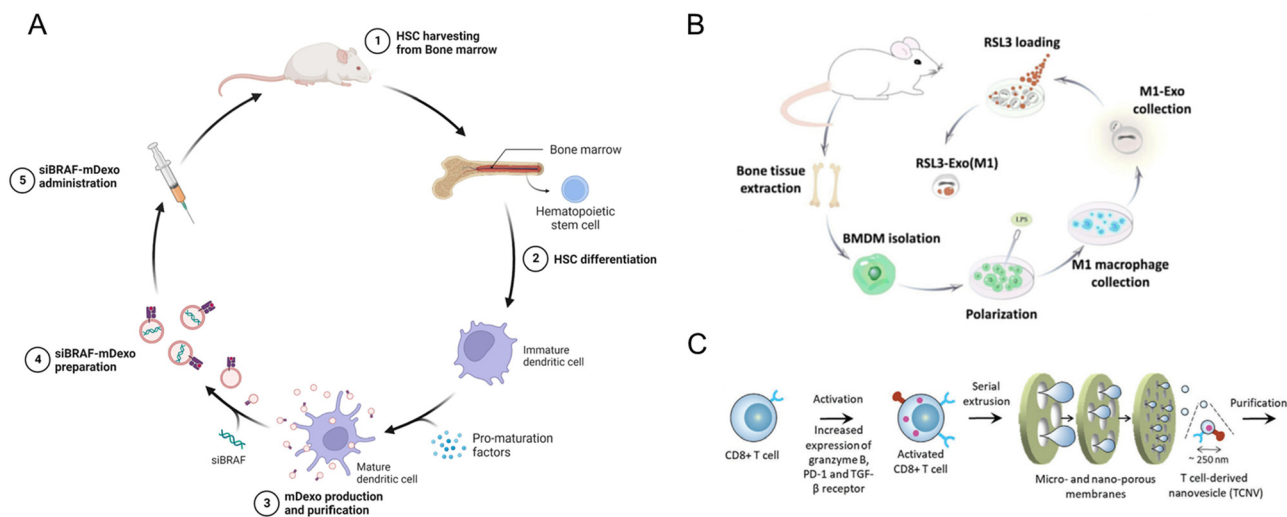 A
1
HSC harvesting
from Bone marrow
Bone marrow
Hematopoietic
stem cell
2
HSC differentiation
Immature
dendritic cell
Pro-maturation
factors
Mature
dendritic cell
3
mDexo production
and purification
siBRAF
4
siBRAF-mDexo
preparation
5
siBRAF-mDexo
administration
B
Bone tissue
extraction
BMDM isolation
LPS
Polarization
M1 macrophage
collection
M1-Exo
collection
RSL3 loading
RSL3-Exo(M1)
C
CD8+ T cell
Activation
Increased
expression of
granzyme B,
PD-1 and TGF-
β receptor
Activated
CD8+ T cell
Serial
extrusion
Micro- and nano-porous
membranes
~ 250 nm
T cell-derived
nanovesicle (TCNV)
Purification